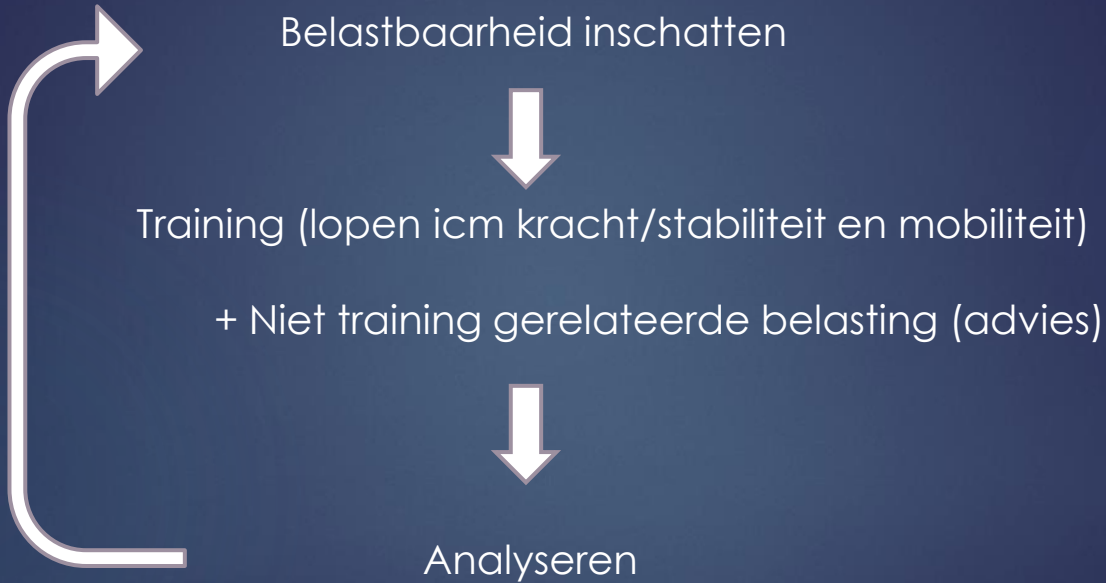 Belastbaarheid inschatten
Training (lopen icm kracht/stabiliteit en mobiliteit)
+ Niet training gerelateerde belasting (advies)
Analyseren